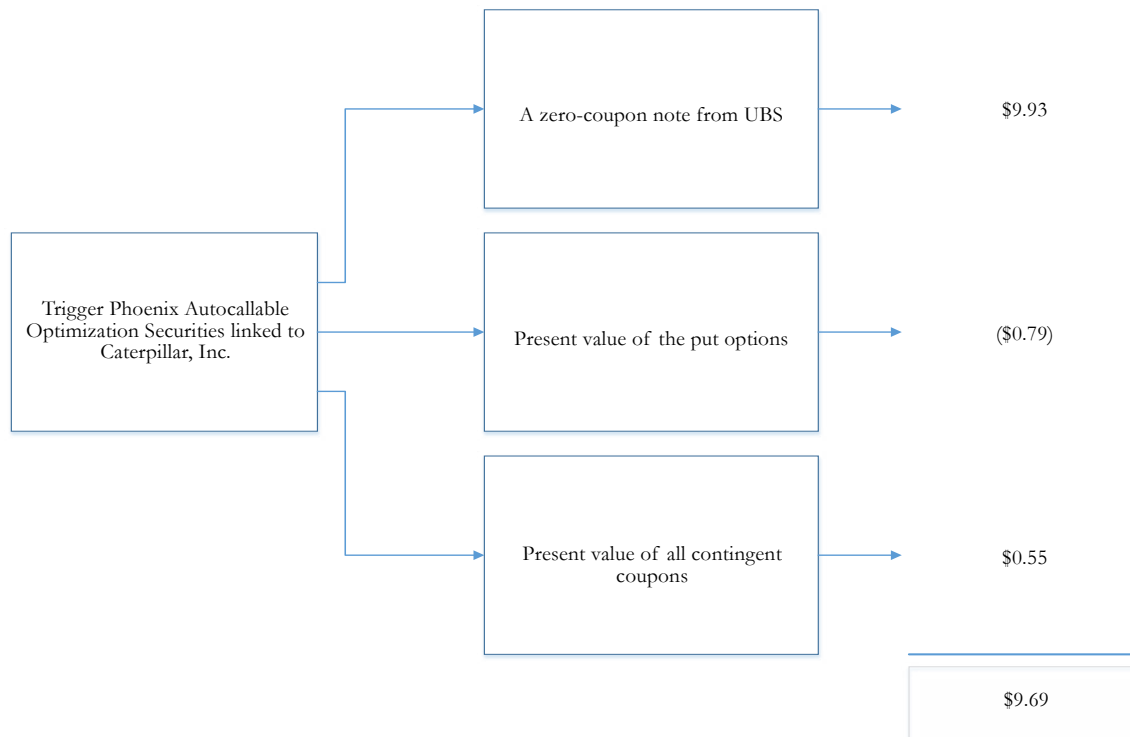 A zero-coupon note from UBS
$9.93
Trigger Phoenix Autocallable
Optimization Securities linked to
Caterpillar, Inc.
Present value of the put options
($0.79)
Present value of all contingent
coupons
$0.55
$9.69